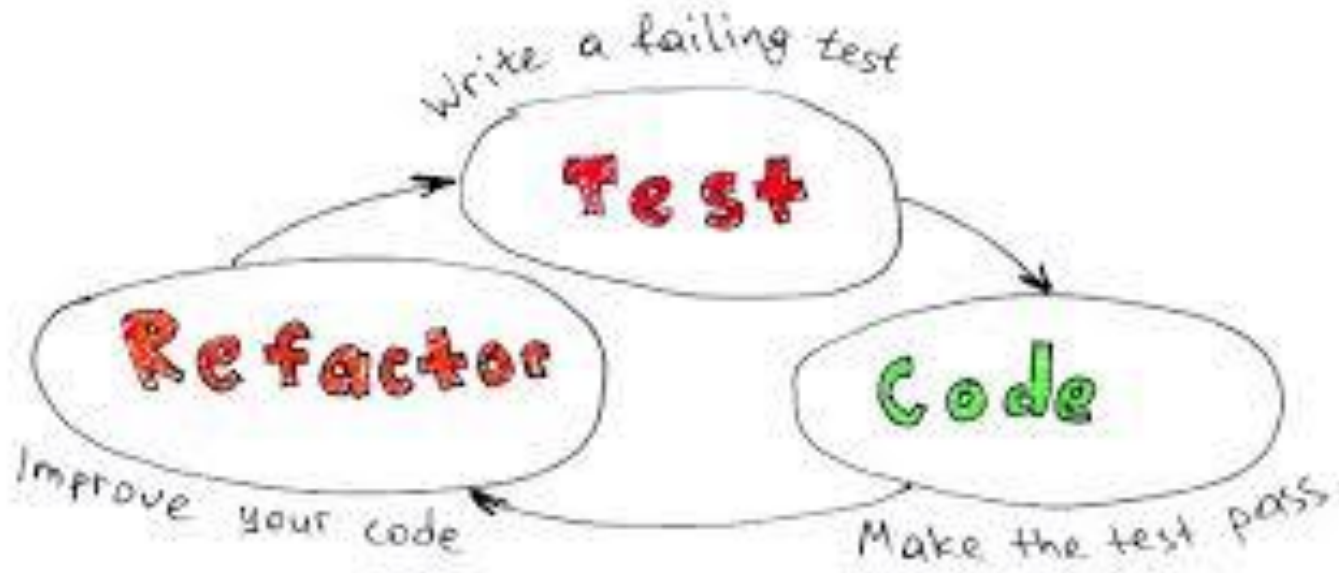 Write a failing test
Test
Code
Make the test pass
Refactor
Improve your code